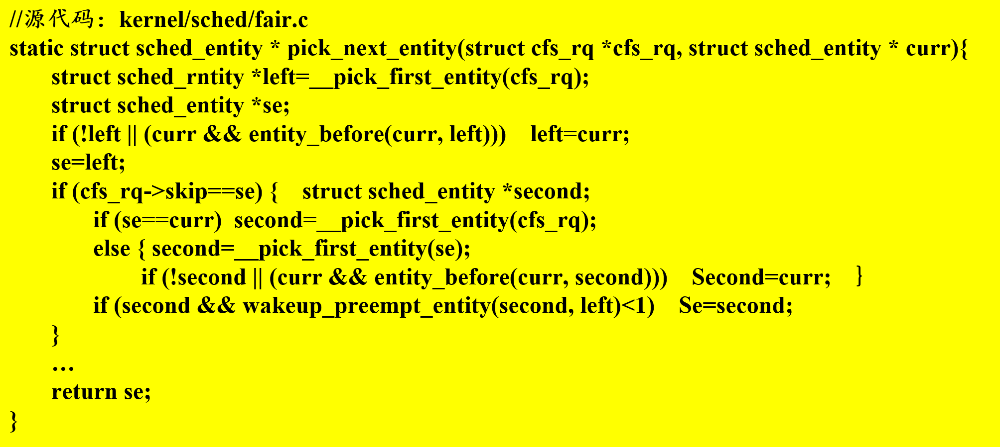 //源代码：kernel/sched/fair.c
static struct sched_entity * pick_next_entity(struct cfs_rq *cfs_rq, struct sched_entity * curr){
struct sched_rntity *left=__pick_first_entity(cfs_rq);
struct sched_entity *se;
if (!left || (curr && entity_before(curr, left))) left=curr;
se=left;
if (cfs_rq->skip==se) { struct sched_entity *second;
if (se==curr) second=__pick_first_entity(cfs_rq);
else { second=__pick_first_entity(se);
if (!second || (curr && entity_before(curr, second))) Second=curr; }
if (second && wakeup_preempt_entity(second, left)<1) Se=second;
}
…
return se;
}